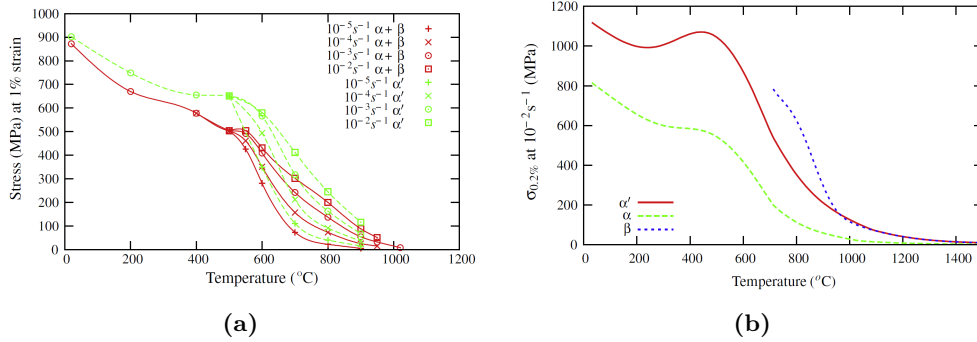 1000
900
800
700
600
500
400
300
200
100
0
Stress (MPa) at 1% strain
10⁻⁵s⁻¹ α+ β
10⁻⁴s⁻¹ α+ β
10⁻³s⁻¹ α+ β
10⁻²s⁻¹ α+ β
10⁻⁵s⁻¹ α′
10⁻⁴s⁻¹ α′
10⁻³s⁻¹ α′
10⁻²s⁻¹ α′
0 200 400 600 800 1000 1200
Temperature (°C)
(a)
1200
1000
800
600
400
200
0
σ0.2% at 10⁻²s⁻¹ (MPa)
α′
α
β
0 200 400 600 800 1000 1200 1400
Temperature (°C)
(b)